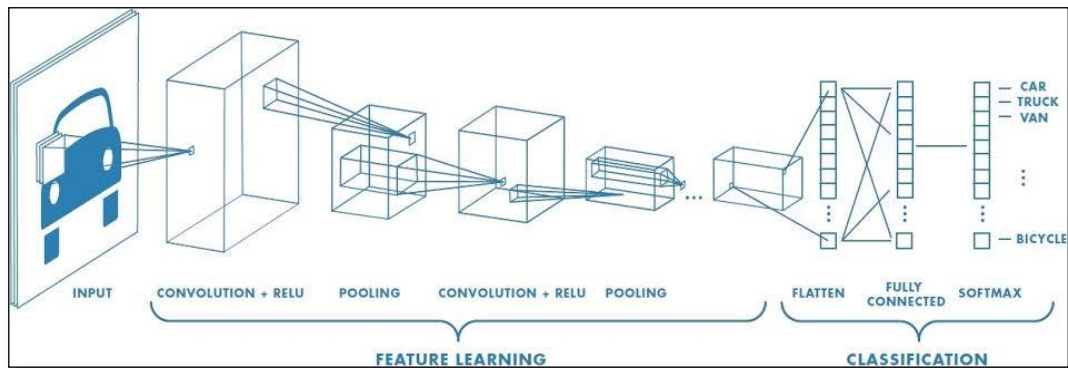 CAR
TRUCK
VAN
BICYCLE
INPUT
CONVOLUTION + RELU
POOLING
CONVOLUTION + RELU
POOLING
FLATTEN
FULLY
CONNECTED
SOFTMAX
FEATURE LEARNING
CLASSIFICATION